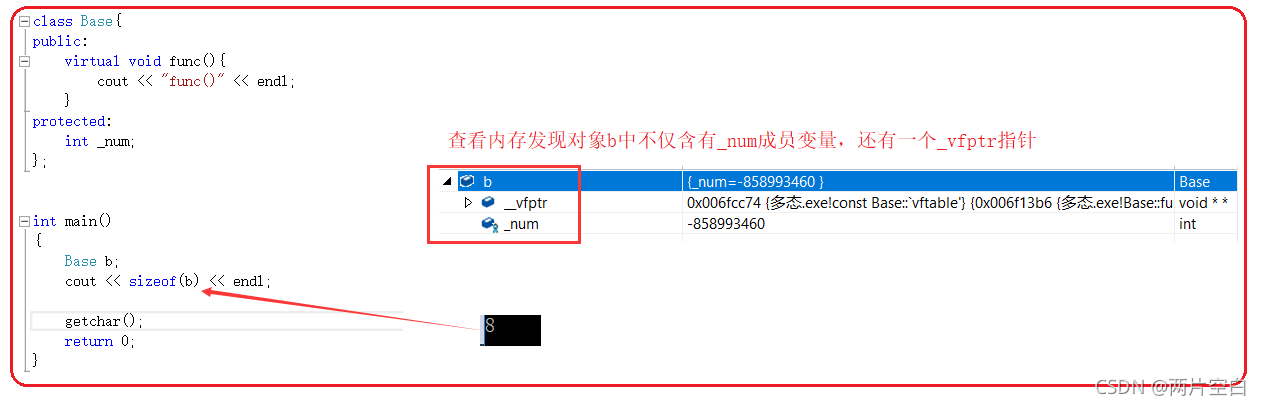 class Base{
public:
    virtual void func(){
        cout << "func()" << endl;
    }
protected:
    int _num;
};
查看内存发现对象b中不仅含有_num成员变量，还有一个_vfptr指针
b {_num=-858993460 } Base
__vfptr 0x006fcc74 {多态.exe!const Base::`vftable'} {0x006f13b6 {多态.exe!Base::fu void * *
_num -858993460 int
int main()
{
    Base b;
    cout << sizeof(b) << endl;
    getchar();
    return 0;
}
8
CSDN @两片空白